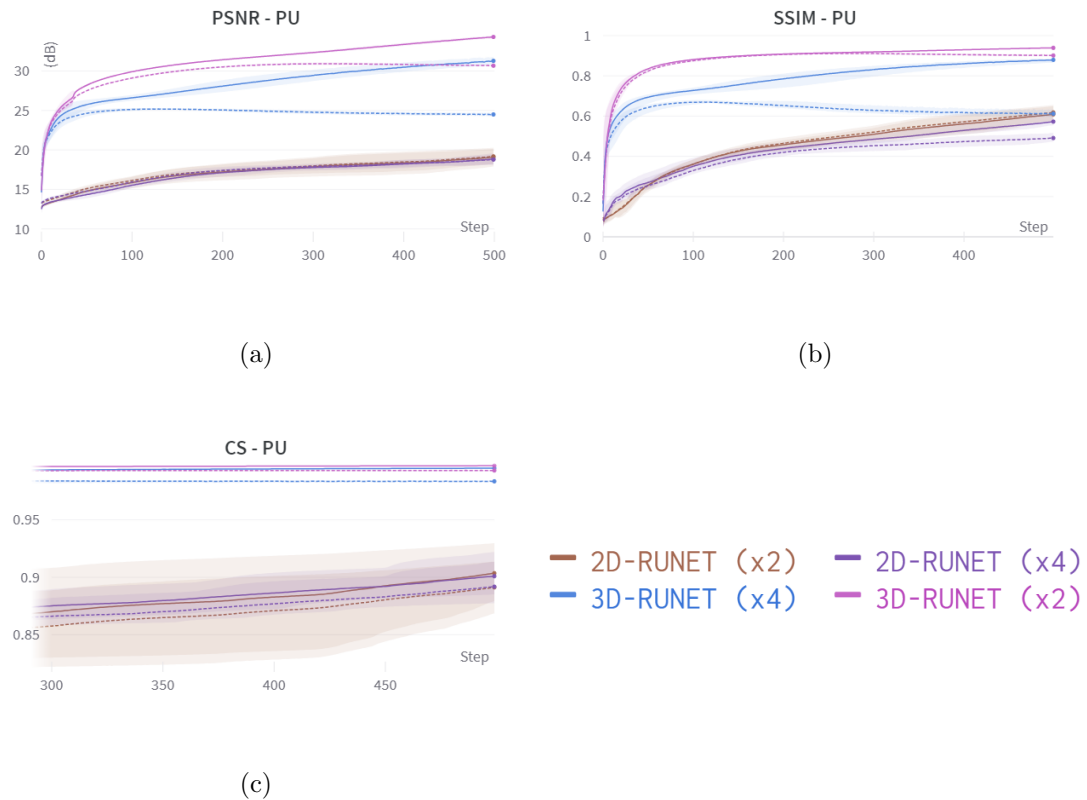 PSNR - PU
(dB)
30
25
20
15
10
Step
0 100 200 300 400 500
(a)
SSIM - PU
1
0.8
0.6
0.4
0.2
0
Step
0 100 200 300 400
(b)
CS - PU
0.95
0.9
0.85
Step
300 350 400 450
(c)
2D-RUNET (x2) 2D-RUNET (x4)
3D-RUNET (x4) 3D-RUNET (x2)